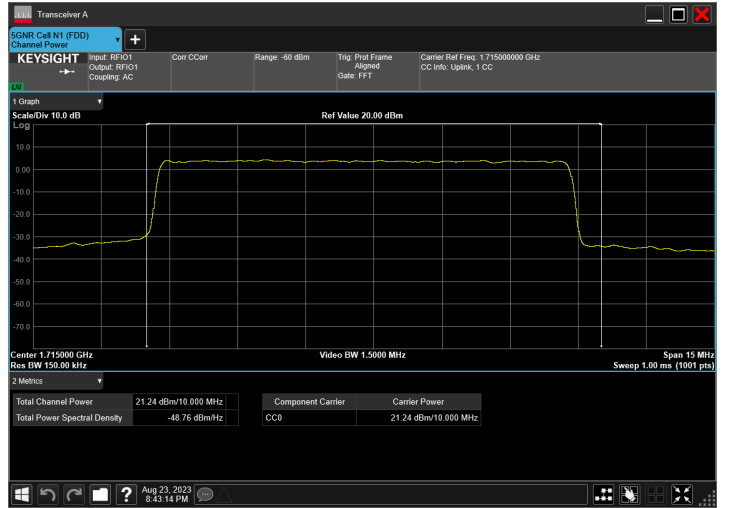 Transceiver A
5GNR Cell N1 (FDD)
Channel Power
KEYSIGHT
Input: RFIO1
Output: RFIO1
Coupling: AC
Corr CCorr
Range: -60 dBm
Trig: Prot Frame
Aligned
Gate: FFT
Carrier Ref Freq: 1.715000000 GHz
CC Info: Uplink, 1 CC
1 Graph
Scale/Div 10.0 dB
Ref Value 20.00 dBm
Log
10.0
0.00
-10.0
-20.0
-30.0
-40.0
-50.0
-60.0
-70.0
Center 1.715000 GHz
Video BW 1.5000 MHz
Span 15 MHz
Res BW 150.00 kHz
Sweep 1.00 ms (1001 pts)
2 Metrics
Total Channel Power 21.24 dBm/10.000 MHz
Total Power Spectral Density -48.76 dBm/Hz
Component Carrier Carrier Power
CC0 21.24 dBm/10.000 MHz
Aug 23, 2023
8:43:14 PM